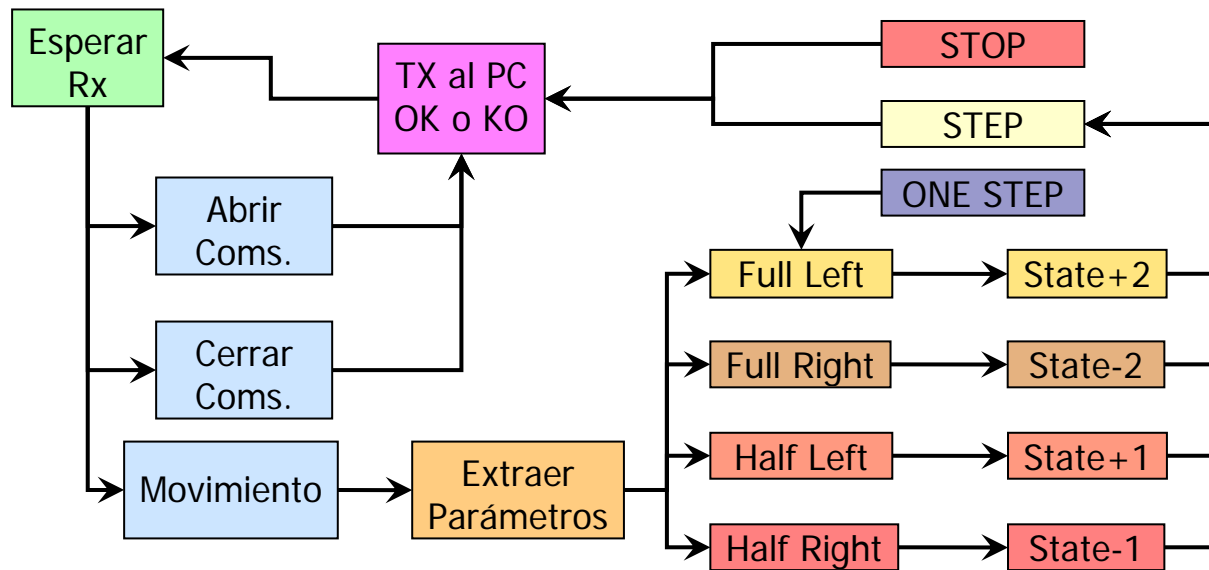 Esperar
Rx
TX al PC
OK o KO
STOP
STEP
ONE STEP
Abrir
Coms.
Full Left
State+2
Cerrar
Coms.
Full Right
State-2
Movimiento
Extraer
Parámetros
Half Left
State+1
Half Right
State-1